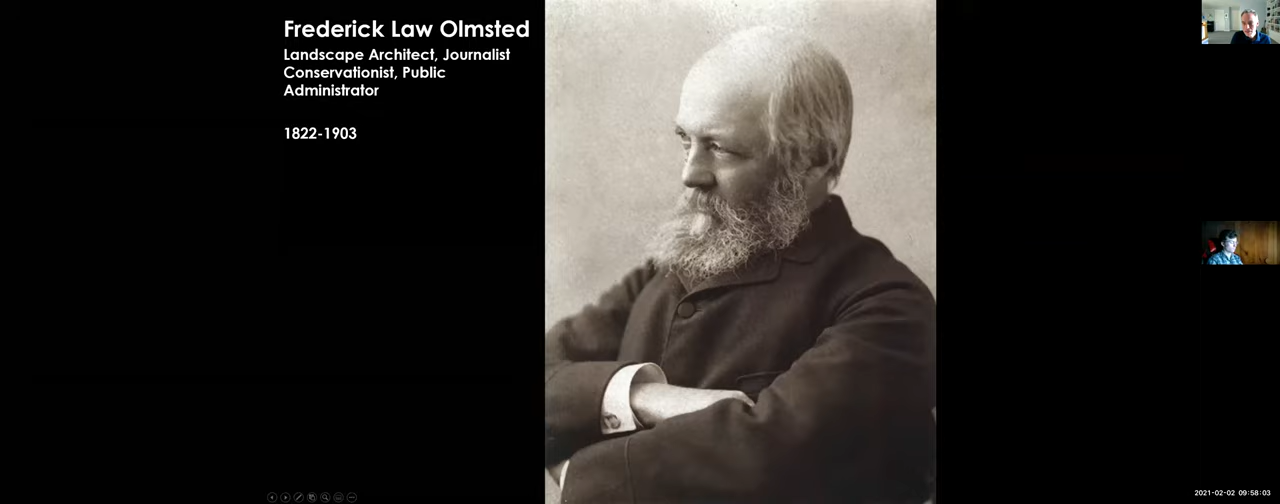 Frederick Law Olmsted
Landscape Architect, Journalist
Conservationist, Public
Administrator
1822-1903
2021-02-02 09:58:03